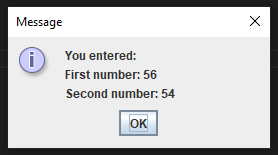 Message
You entered:
First number: 56
Second number: 54
OK